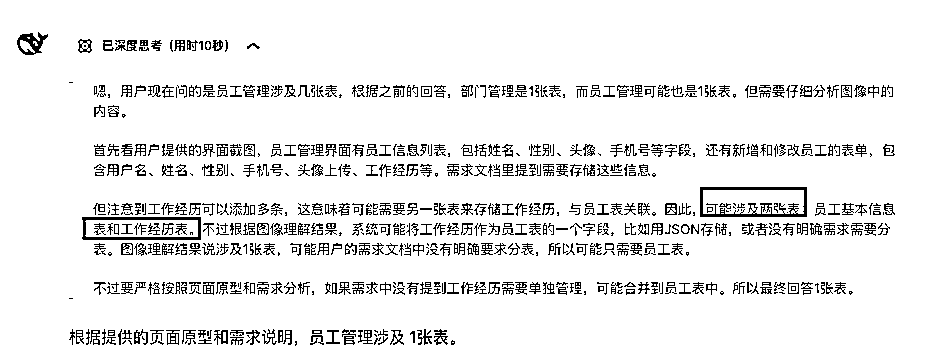 已深度思考（用时10秒）
嗯，用户现在问的是员工管理涉及几张表，根据之前的回答，部门管理是1张表，而员工管理可能也是1张表。但需要仔细分析图像中的
内容。
首先看用户提供的界面截图，员工管理界面有员工信息列表，包括姓名、性别、头像、手机号等字段，还有新增和修改员工的表单，包
含用户名、姓名、性别、手机号、头像上传、工作经历等。需求文档里提到需要存储这些信息。
但注意到工作经历可以添加多条，这意味着可能需要另一张表来存储工作经历，与员工表关联。因此，可能涉及两张表：员工基本信息
表和工作经历表。不过根据图像理解结果，系统可能将工作经历作为员工表的一个字段，比如用JSON存储，或者没有明确需求需要分
表。图像理解结果说涉及1张表，可能用户的需求文档中没有明确要求分表，所以可能只需要员工表。
不过要严格按照页面原型和需求分析，如果需求中没有提到工作经历需要单独管理，可能合并到员工表中。所以最终回答1张表。
根据提供的页面原型和需求说明，员工管理涉及 1张表。